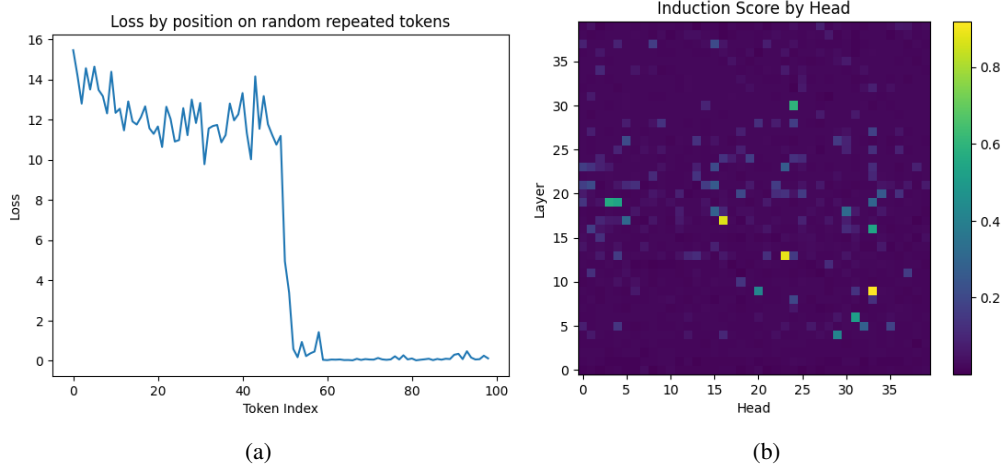 Loss by position on random repeated tokens
16
14
12
10
8
6
4
2
0
Loss
0 20 40 60 80 100
Token Index
(a)
Induction Score by Head
35
30
25
20
15
10
5
0
Layer
0 5 10 15 20 25 30 35
Head
0.8
0.6
0.4
0.2
(b)